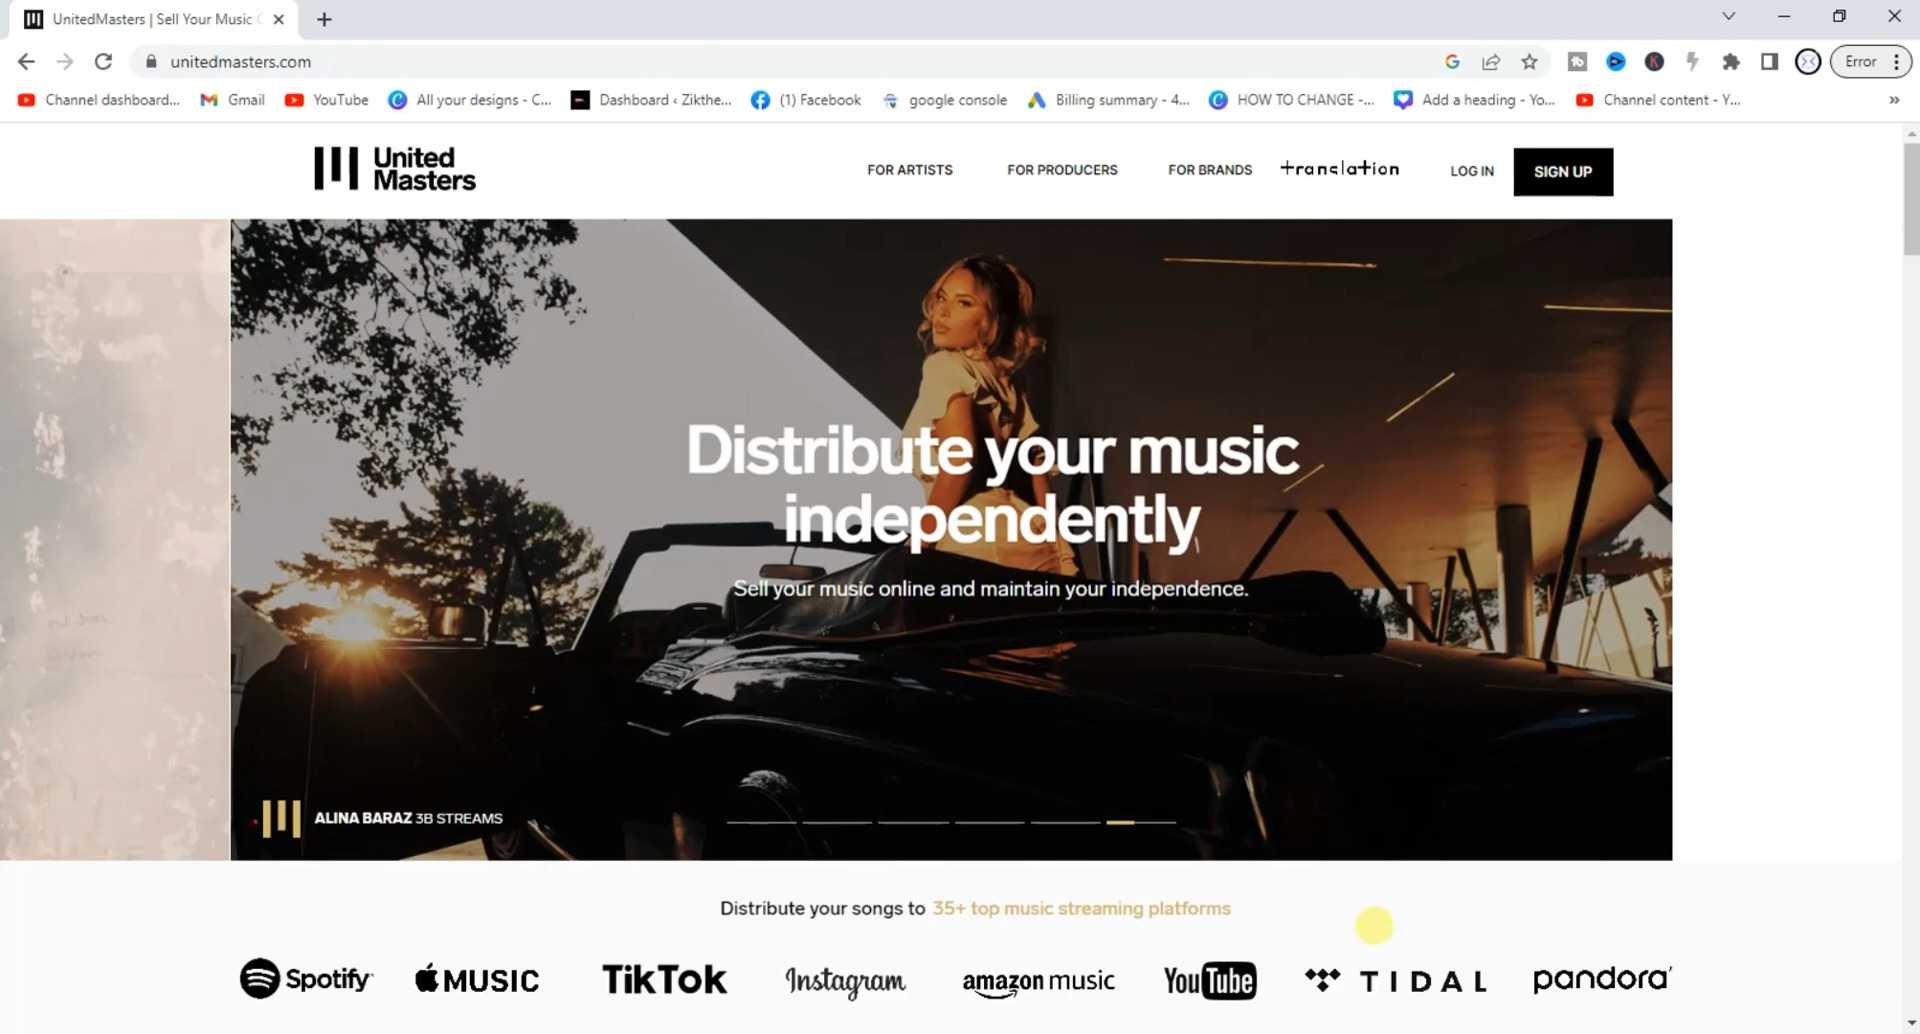 UnitedMasters | Sell Your Music
unitedmasters.com
Error
Channel dashboard...
Gmail
YouTube
All your designs - C...
Dashboard ‹ Zikthe...
(1) Facebook
google console
Billing summary - 4...
HOW TO CHANGE -...
Add a heading - Yo...
Channel content - Y...
»
United
Masters
FOR ARTISTS
FOR PRODUCERS
FOR BRANDS
translation
LOG IN
SIGN UP
Distribute your music
independently
Sell your music online and maintain your independence.
ALINA BARAZ 3B STREAMS
Distribute your songs to 35+ top music streaming platforms
Spotify
MUSIC
TikTok
Instagram
amazon music
YouTube
TIDAL
pandora